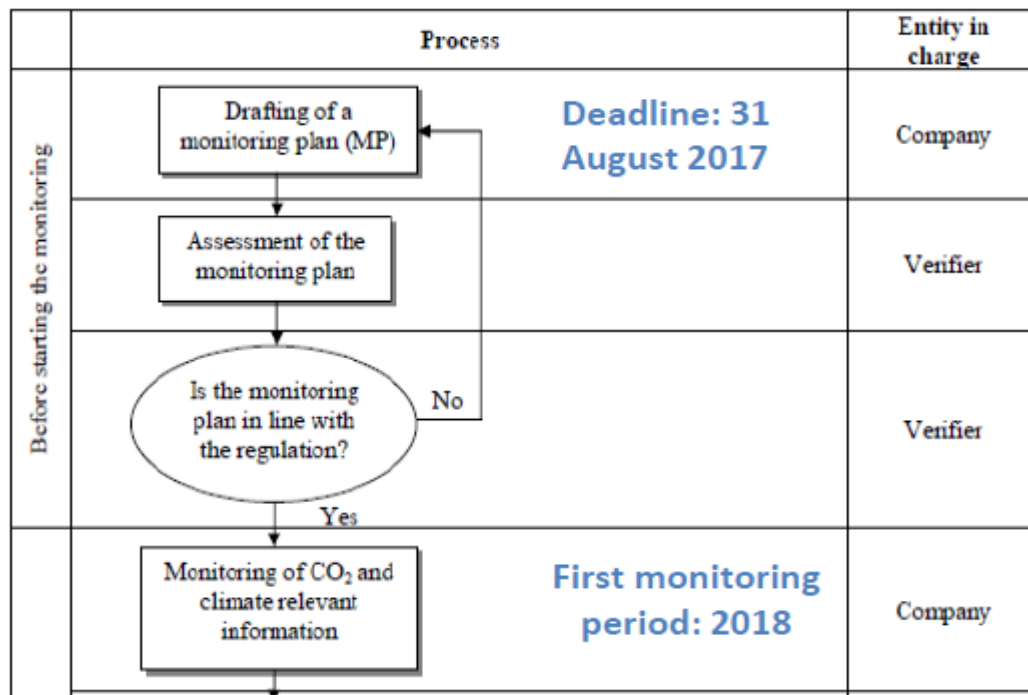 Process
Entity in
charge
Before starting the monitoring
Drafting of a
monitoring plan (MP)
Deadline: 31
August 2017
Company
Assessment of the
monitoring plan
Verifier
Is the monitoring
plan in line with
the regulation?
No
Verifier
Yes
Monitoring of CO₂ and
climate relevant
information
First monitoring
period: 2018
Company